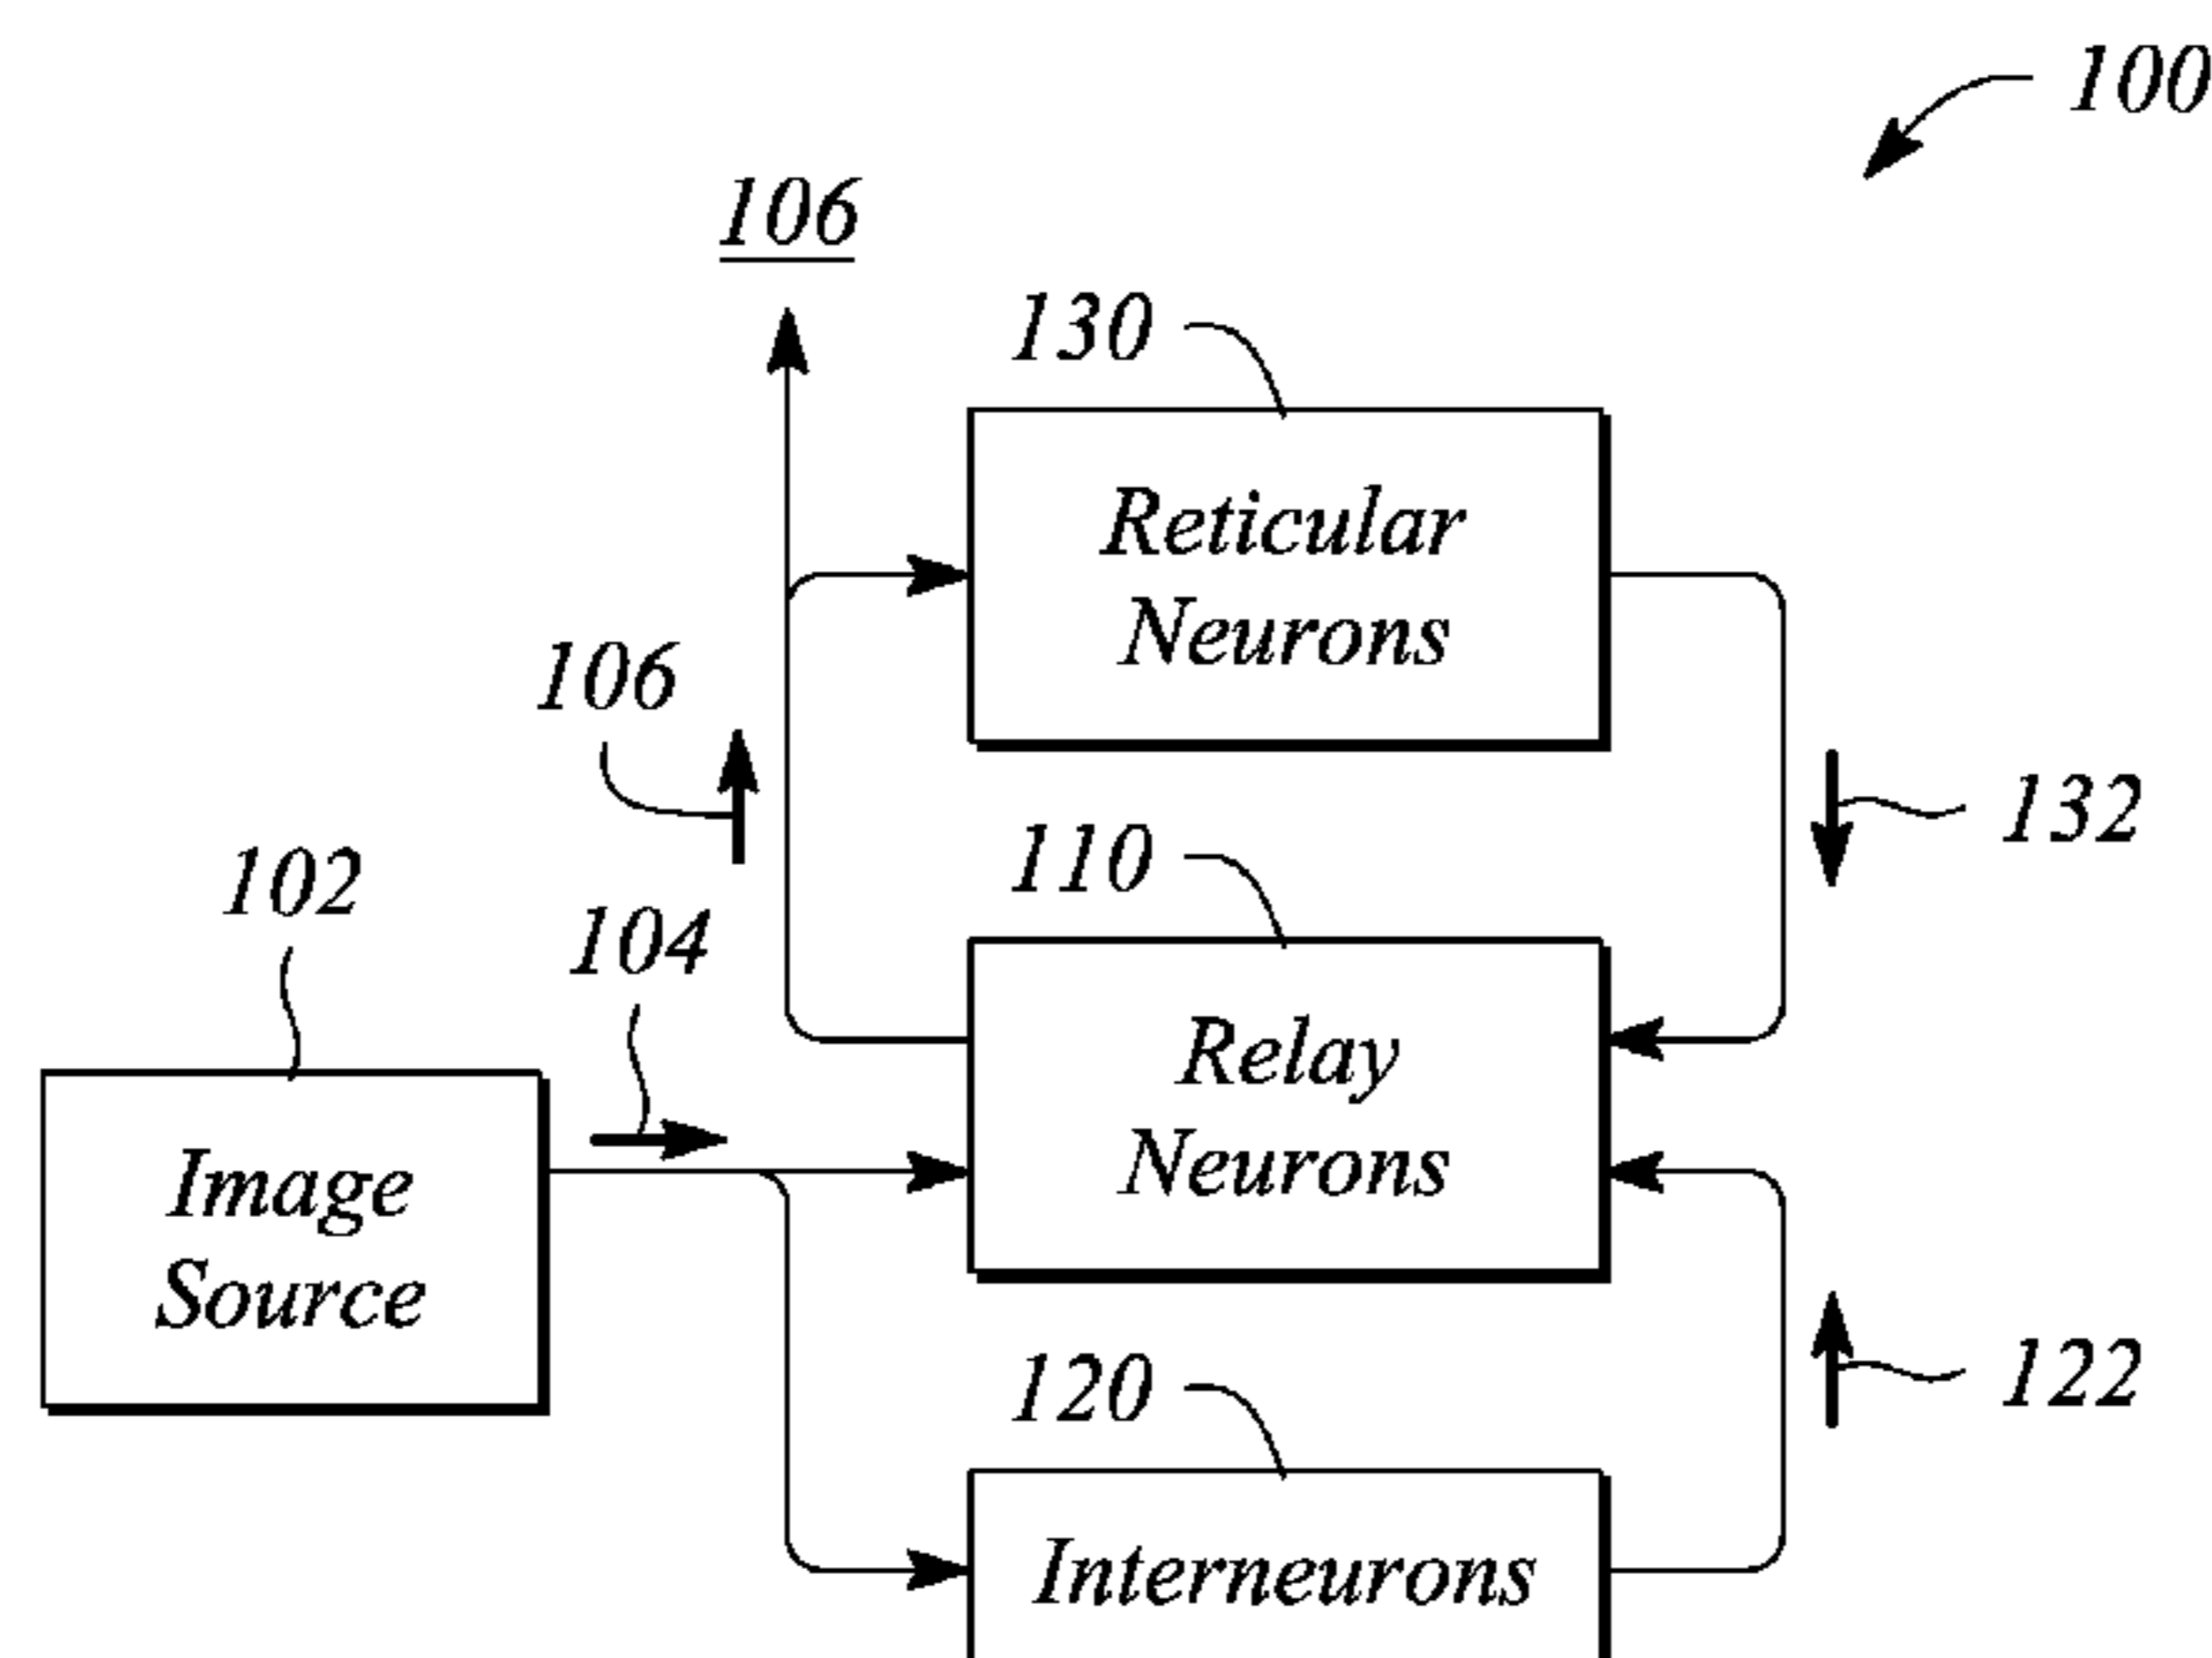 100
106
130
Reticular
Neurons
106
132
110
102
104
Relay
Neurons
Image
Source
122
120
Interneurons